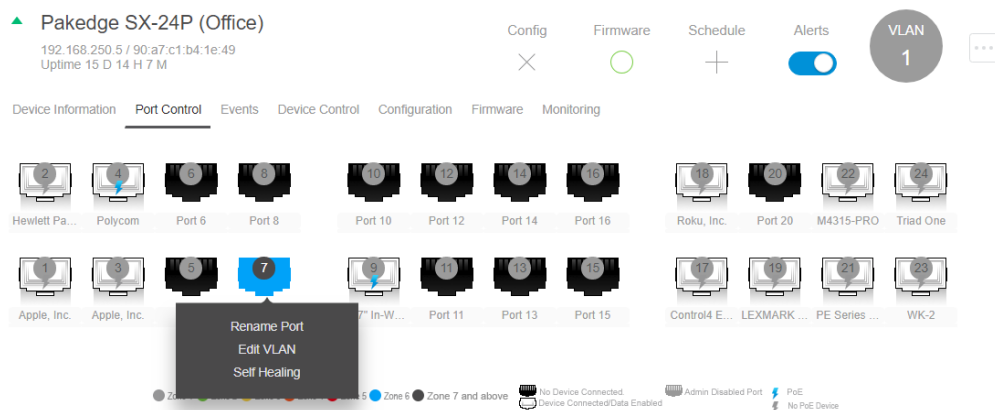 Pakedge SX-24P (Office)
192.168.250.5 / 90:a7:c1:b4:1e:49
Uptime 15 D 14 H 7 M
Config Firmware Schedule Alerts VLAN
1
Device Information Port Control Events Device Control Configuration Firmware Monitoring
2 4 6 8 10 12 14 16 18 20 22 24
Hewlett Pa... Polycom Port 6 Port 8 Port 10 Port 12 Port 14 Port 16 Roku, Inc. Port 20 M4315-PRO Triad One
1 3 5 7 9 11 13 15 17 19 21 23
Apple, Inc. Apple, Inc. 7" In-W... Port 11 Port 13 Port 15 Control4 E... LEXMARK ... PE Series ... WK-2
Rename Port
Edit VLAN
Self Healing
5 Zone 6 Zone 7 and above No Device Connected. Admin Disabled Port PoE
Device Connected/Data Enabled No PoE Device